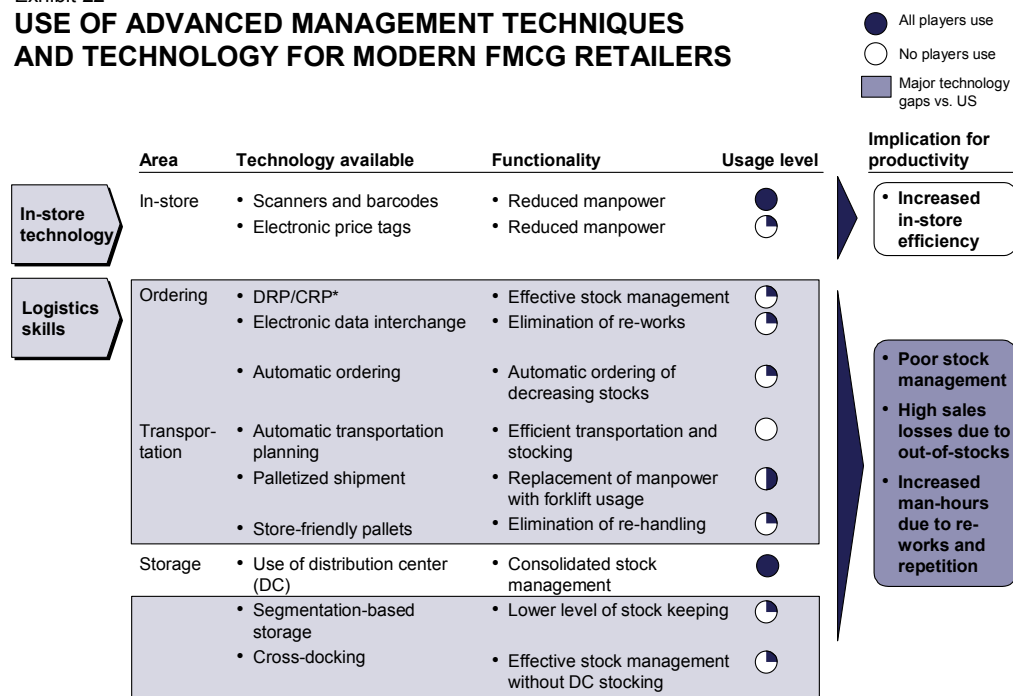 USE OF ADVANCED MANAGEMENT TECHNIQUES
AND TECHNOLOGY FOR MODERN FMCG RETAILERS
All players use
No players use
Major technology
gaps vs. US
Area
Technology available
Functionality
Usage level
Implication for
productivity
In-store
technology
In-store
• Scanners and barcodes
• Reduced manpower
• Electronic price tags
• Reduced manpower
• Increased
in-store
efficiency
Logistics
skills
Ordering
• DRP/CRP*
• Effective stock management
• Electronic data interchange
• Elimination of re-works
• Automatic ordering
• Automatic ordering of
decreasing stocks
Transpor-
tation
• Automatic transportation
planning
• Efficient transportation and
stocking
• Palletized shipment
• Replacement of manpower
with forklift usage
• Store-friendly pallets
• Elimination of re-handling
Storage
• Use of distribution center
(DC)
• Consolidated stock
management
• Segmentation-based
storage
• Lower level of stock keeping
• Cross-docking
• Effective stock management
without DC stocking
• Poor stock
management
• High sales
losses due to
out-of-stocks
• Increased
man-hours
due to re-
works and
repetition